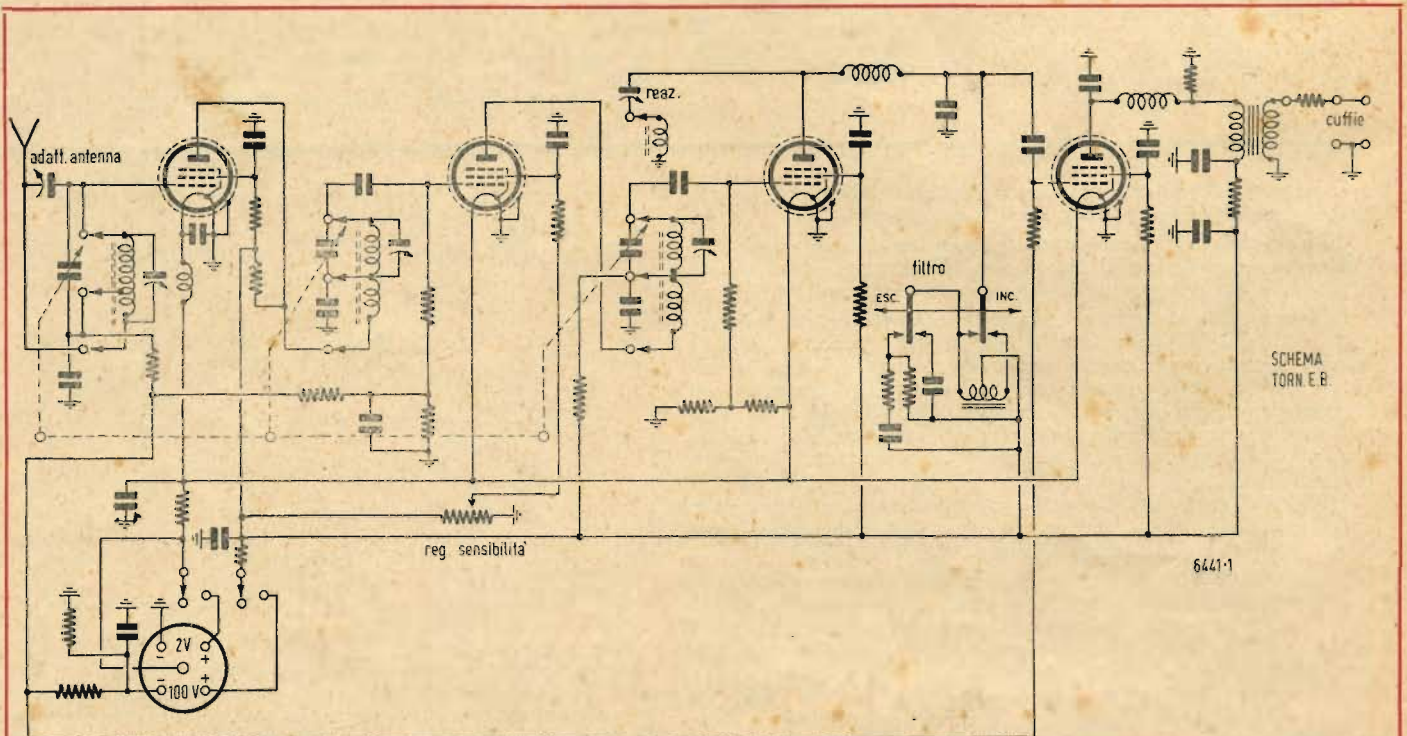 adatt. antenna
reaz.
cuffie
filtro
ESC.
INC.
SCHEMA
TORN. E.B.
reg. sensibilita'
6441-1
2V
- +
- +
100 V